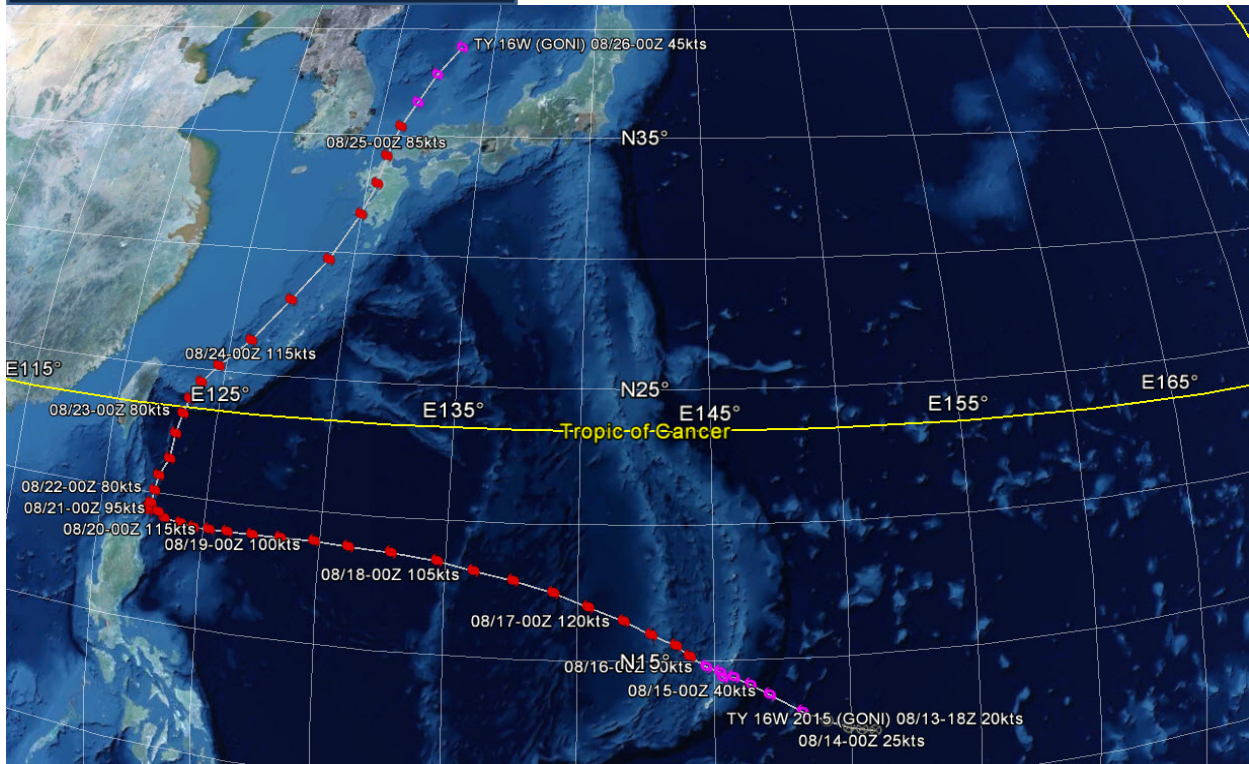 TY 16W (GONI) 08/26-00Z 45kts
N35°
08/25-00Z 85kts
08/24-00Z 115kts
E115°
E125°
N25°
E165°
E135°
E145°
E155°
08/23-00Z 80kts
Tropic of Cancer
08/22-00Z 80kts
08/21-00Z 95kts
08/20-00Z 115kts
08/19-00Z 100kts
08/18-00Z 105kts
08/17-00Z 120kts
N15°
08/16-00Z
08/15-00Z 40kts
TY 16W 2015 (GONI) 08/13-18Z 20kts
08/14-00Z 25kts